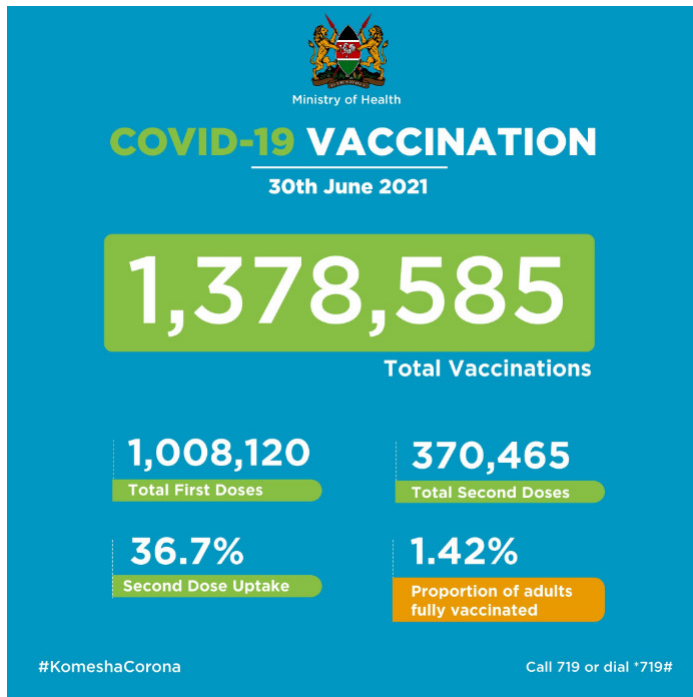 Ministry of Health
COVID-19 VACCINATION
30th June 2021
1,378,585
Total Vaccinations
1,008,120
Total First Doses
370,465
Total Second Doses
36.7%
Second Dose Uptake
1.42%
Proportion of adults
fully vaccinated
#KomeshaCorona
Call 719 or dial *719#